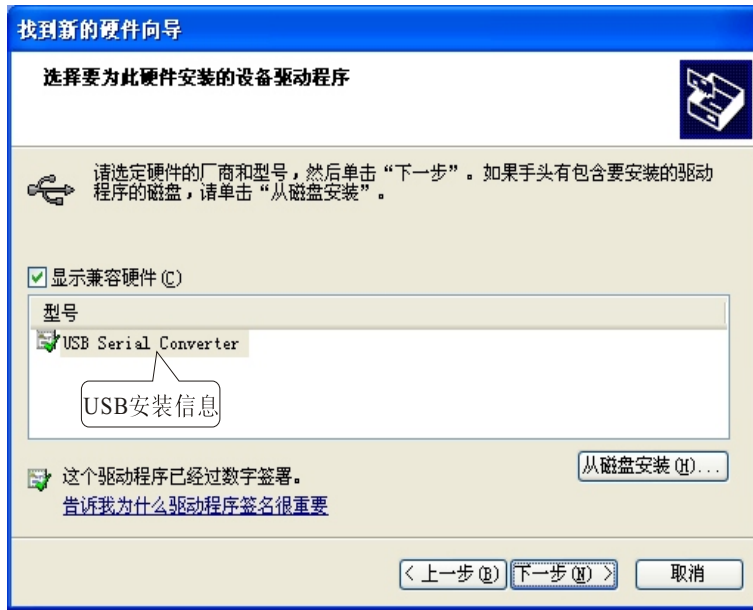 找到新的硬件向导
选择要为此硬件安装的设备驱动程序
请选定硬件的厂商和型号，然后单击“下一步”。如果手头有包含要安装的驱动
程序的磁盘，请单击“从磁盘安装”。
显示兼容硬件(C)
型号
USB Serial Converter
USB安装信息
这个驱动程序已经过数字签署。
告诉我为什么驱动程序签名很重要
从磁盘安装(H)...
< 上一步(B)
下一步(N) >
取消